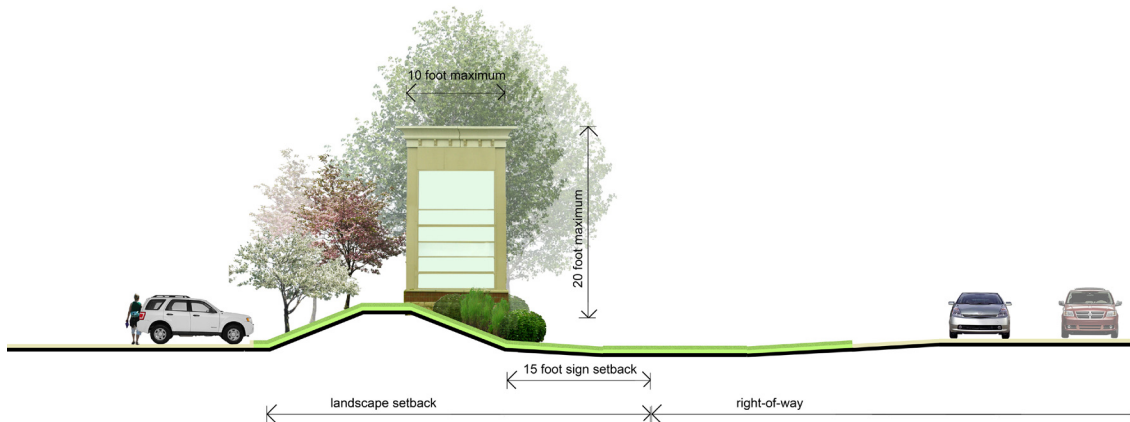 10 foot maximum
20 foot maximum
15 foot sign setback
landscape setback
right-of-way